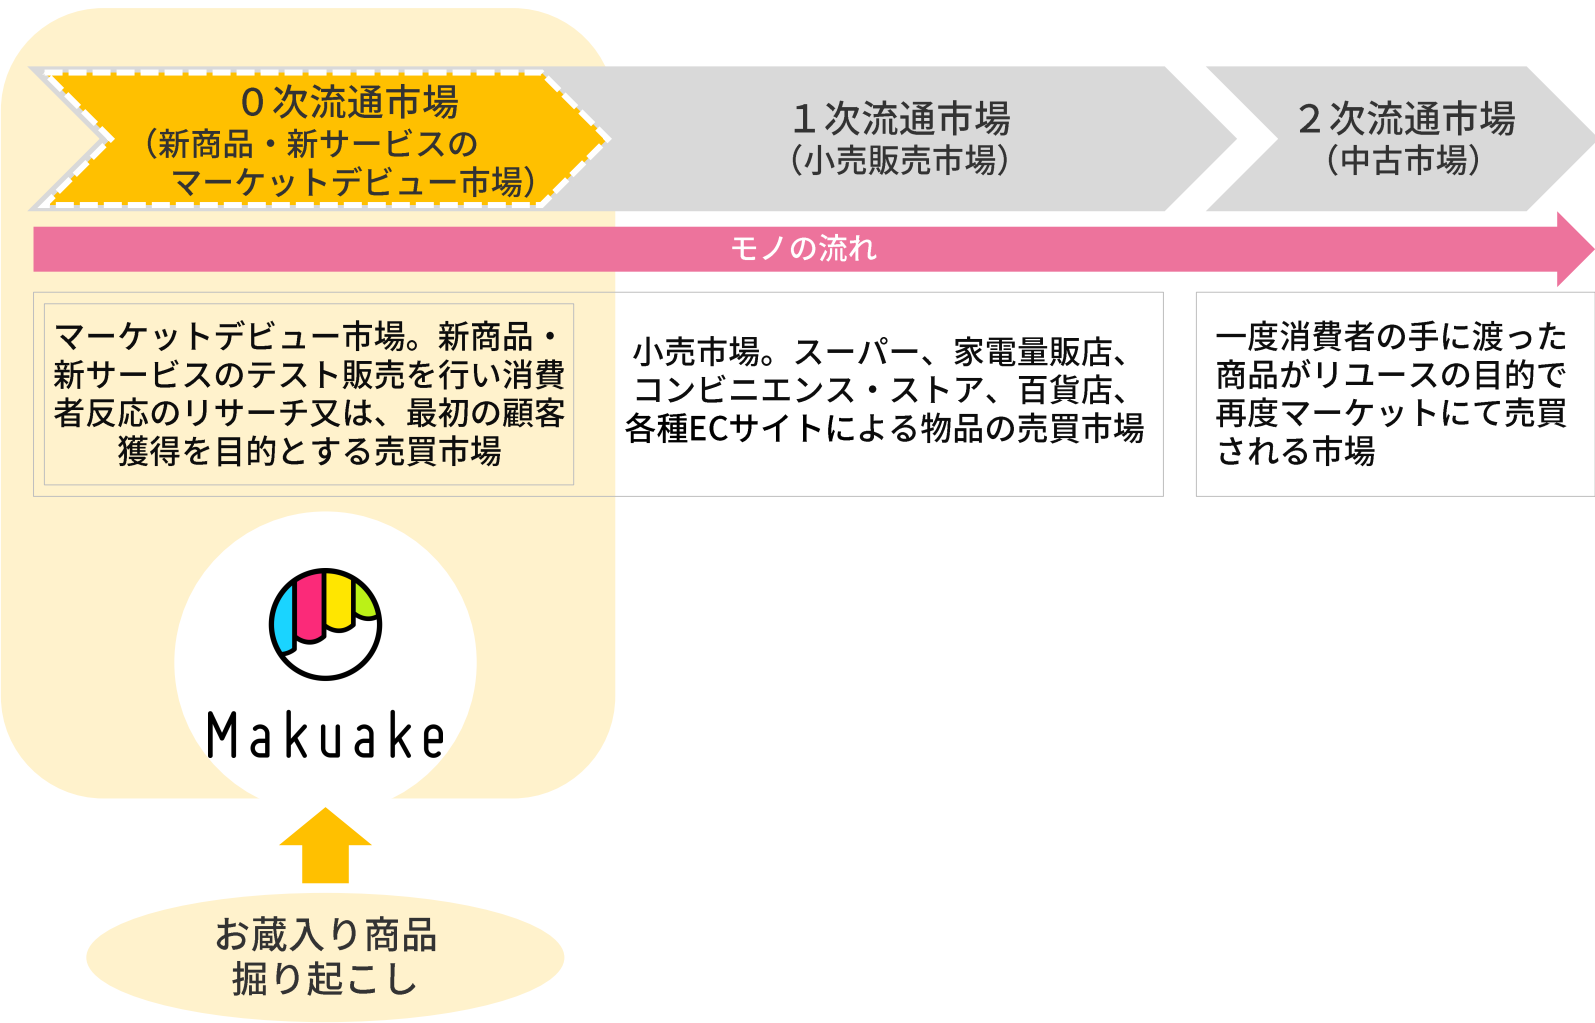 ０次流通市場
（新商品・新サービスの
マーケットデビュー市場）
１次流通市場
（小売販売市場）
２次流通市場
（中古市場）
モノの流れ
マーケットデビュー市場。新商品・
新サービスのテスト販売を行い消費
者反応のリサーチ又は、最初の顧客
獲得を目的とする売買市場
小売市場。スーパー、家電量販店、
コンビニエンス・ストア、百貨店、
各種ECサイトによる物品の売買市場
一度消費者の手に渡った
商品がリユースの目的で
再度マーケットにて売買
される市場
Makuake
お蔵入り商品
掘り起こし